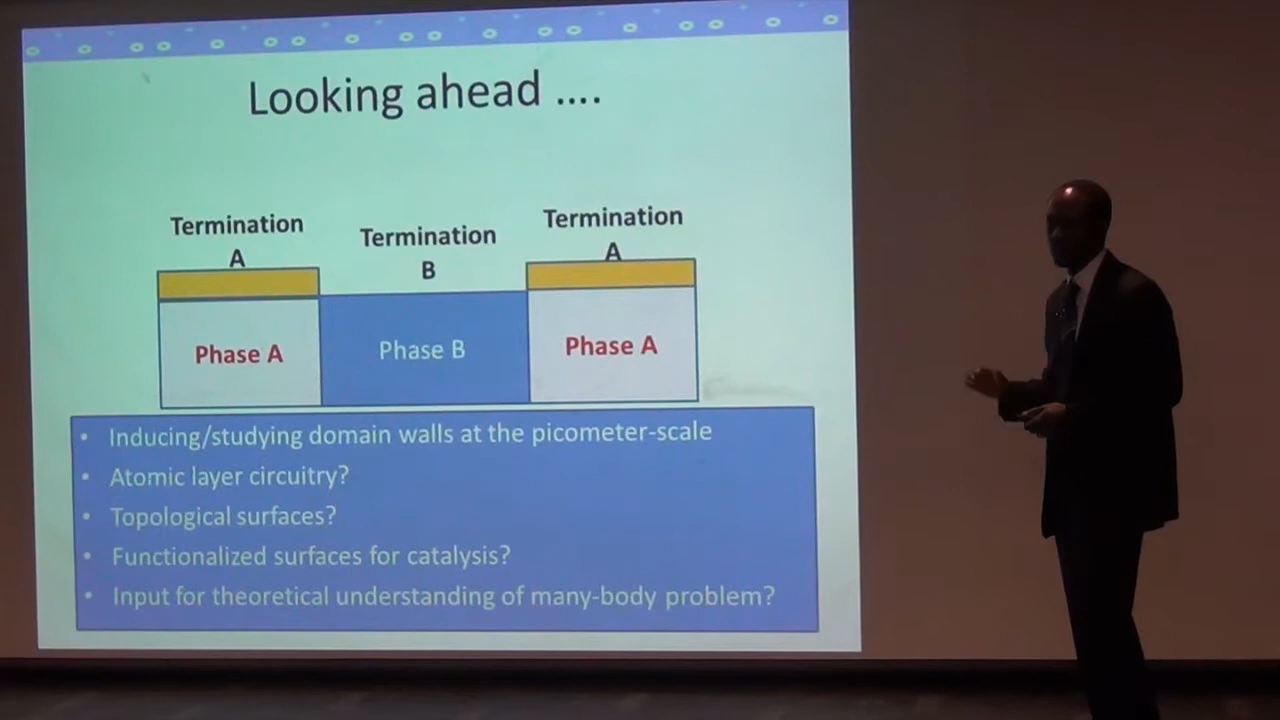 Looking ahead ....
Termination
A
Termination
B
Termination
A
Phase A
Phase B
Phase A
• Inducing/studying domain walls at the picometer-scale
• Atomic layer circuitry?
• Topological surfaces?
• Functionalized surfaces for catalysis?
• Input for theoretical understanding of many-body problem?